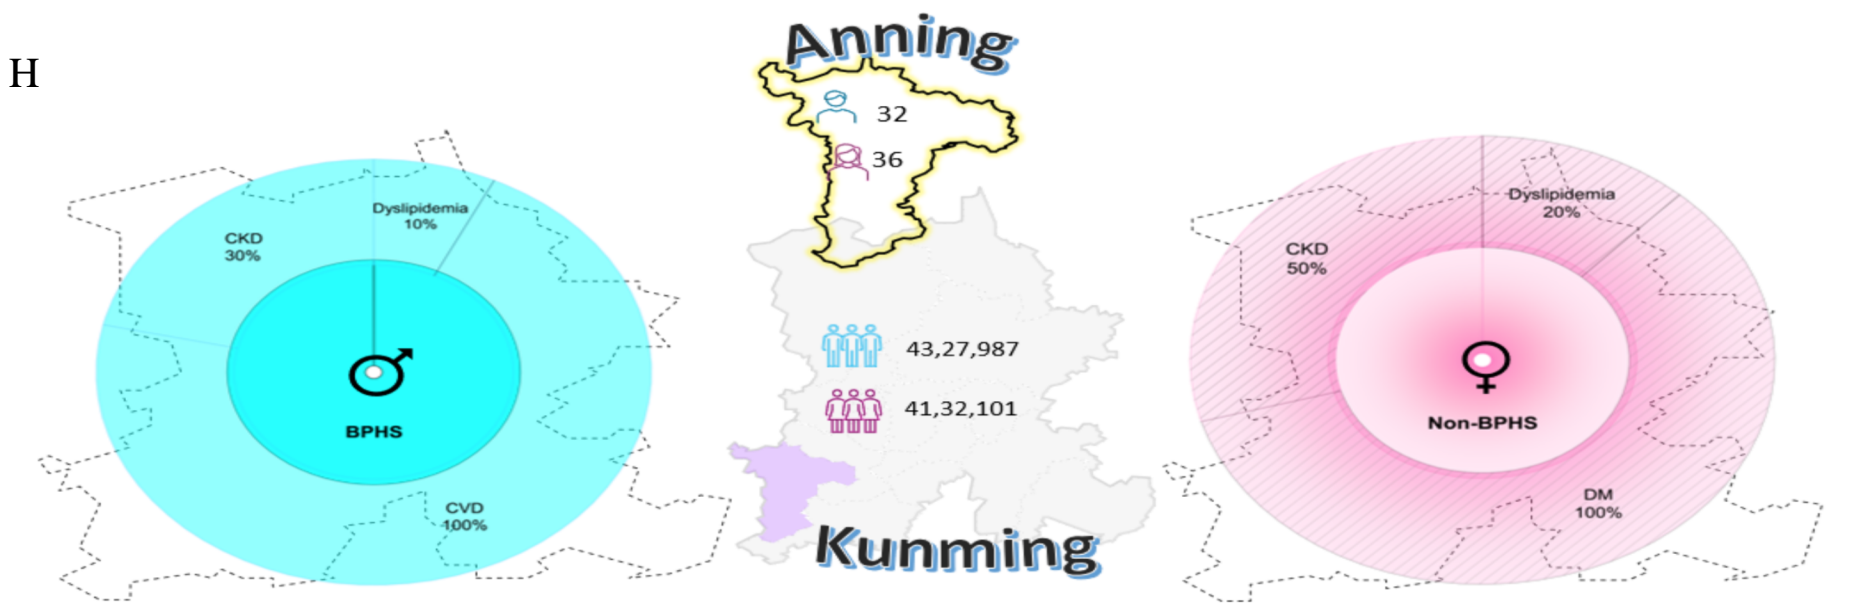 H
Anning
32
36
Dyslipidemia
10%
CKD
30%
BPHS
CVD
100%
43,27,987
41,32,101
Kunming
Dyslipidemia
20%
CKD
50%
Non-BPHS
DM
100%